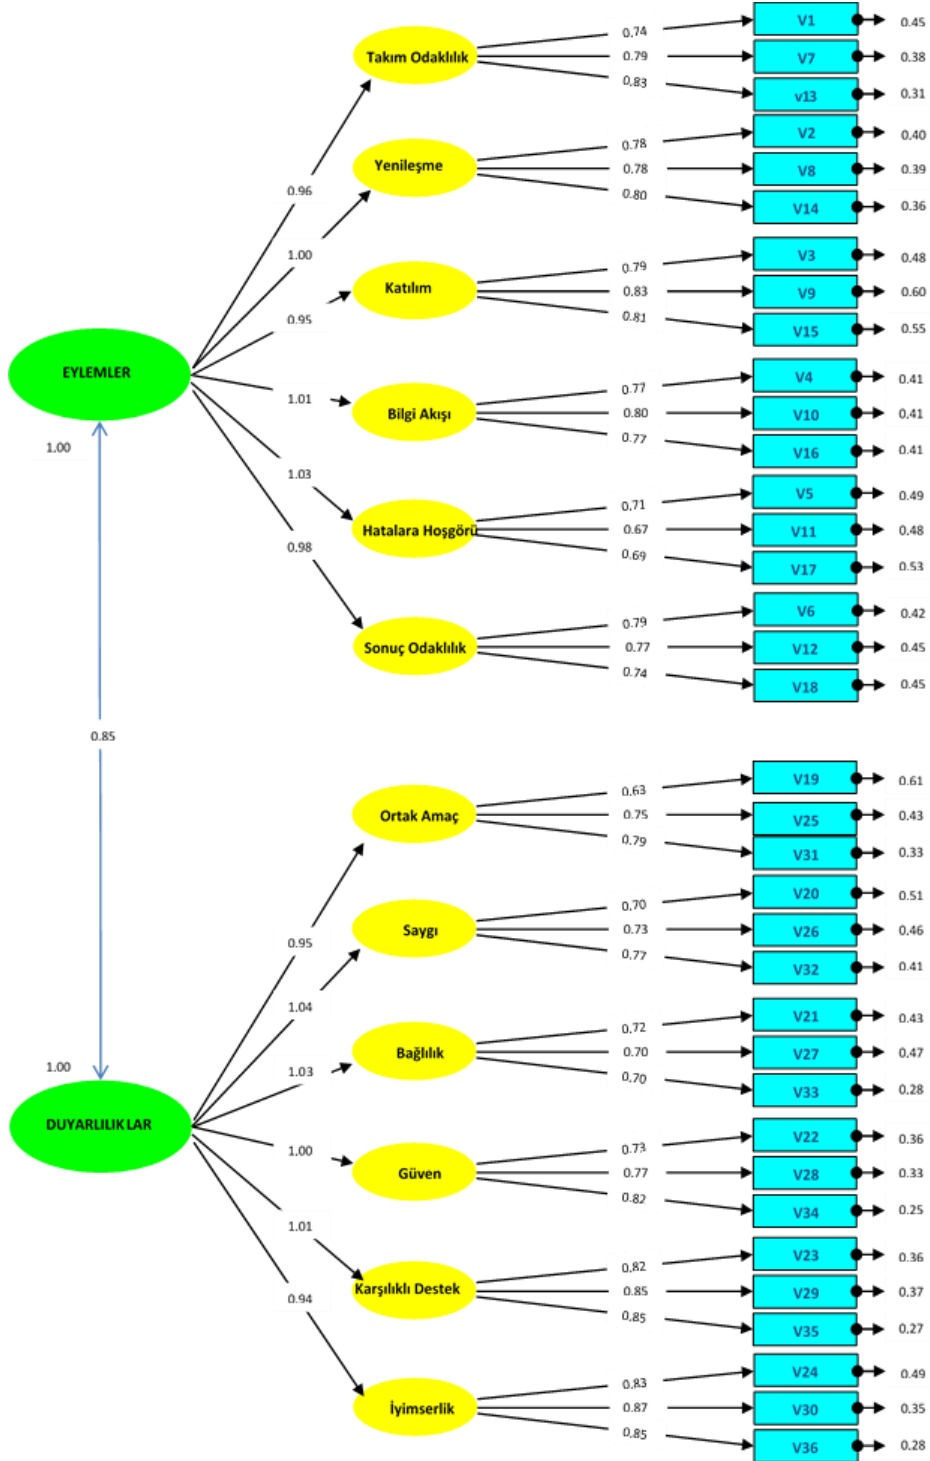 V1
0.45
0.74
Takım Odaklılık
0.79
V7
0.38
0.83
v13
0.31
V2
0.40
0.78
Yenileşme
0.78
V8
0.39
0.80
V14
0.36
0.96
1.00
V3
0.48
0.79
Katılım
0.83
V9
0.60
0.81
V15
0.55
0.95
EYLEMLER
V4
0.41
0.77
1.01
Bilgi Akışı
0.80
V10
0.41
0.77
V16
0.41
1.00
1.03
V5
0.49
0.71
Hatalara Hoşgörü
0.67
V11
0.48
0.69
V17
0.53
0.98
V6
0.42
0.79
Sonuç Odaklılık
0.77
V12
0.45
0.74
V18
0.45
0.85
V19
0.61
0.63
Ortak Amaç
0.75
V25
0.43
0.79
V31
0.33
V20
0.51
0.70
Saygı
0.73
V26
0.46
0.77
V32
0.41
0.95
1.04
V21
0.43
0.72
Bağlılık
0.70
V27
0.47
0.70
V33
0.28
1.00
1.03
DUYARLILIKLAR
V22
0.36
0.73
1.00
Güven
0.77
V28
0.33
0.82
V34
0.25
1.01
V23
0.36
0.82
Karşılıklı Destek
0.85
V29
0.37
0.85
V35
0.27
0.94
V24
0.49
0.83
İyimserlik
0.87
V30
0.35
0.85
V36
0.28